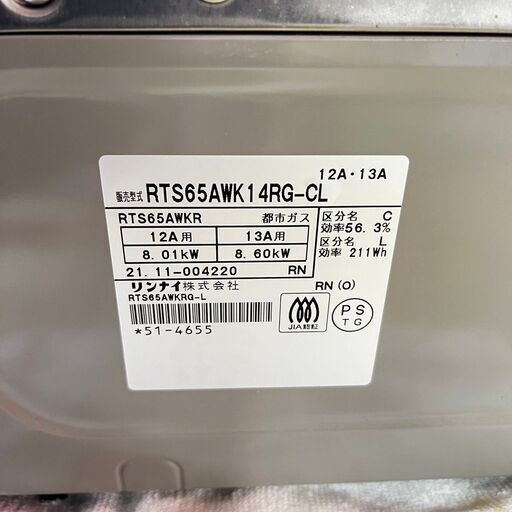 12A・13A
販売型式 RTS65AWK14RG-CL
RTS65AWKR 都市ガス
12A用 13A用
8.01kW 8.60kW
区分名 C
効率56.3%
区分名 L
効率 211Wh
21.11-004220 RN
リンナイ株式会社 RN(O)
RTS65AWKRG-L
*51-4655
JIA認証
PS
TG